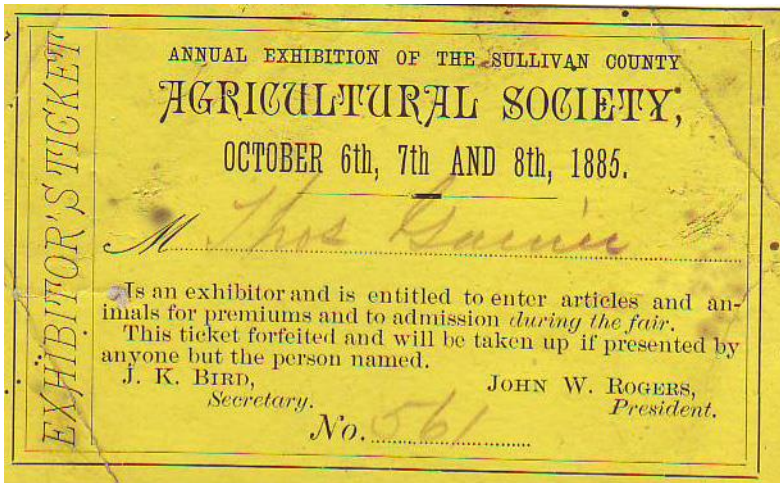 EXHIBITOR'S TICKET
ANNUAL EXHIBITION OF THE SULLIVAN COUNTY
AGRICULTURAL SOCIETY,
OCTOBER 6th, 7th AND 8th, 1885.
M Thos
Is an exhibitor and is entitled to enter articles and an-
imals for premiums and to admission during the fair.
This ticket forfeited and will be taken up if presented by
anyone but the person named.
J. K. BIRD,
Secretary.
JOHN W. ROGERS,
President.
No. 561